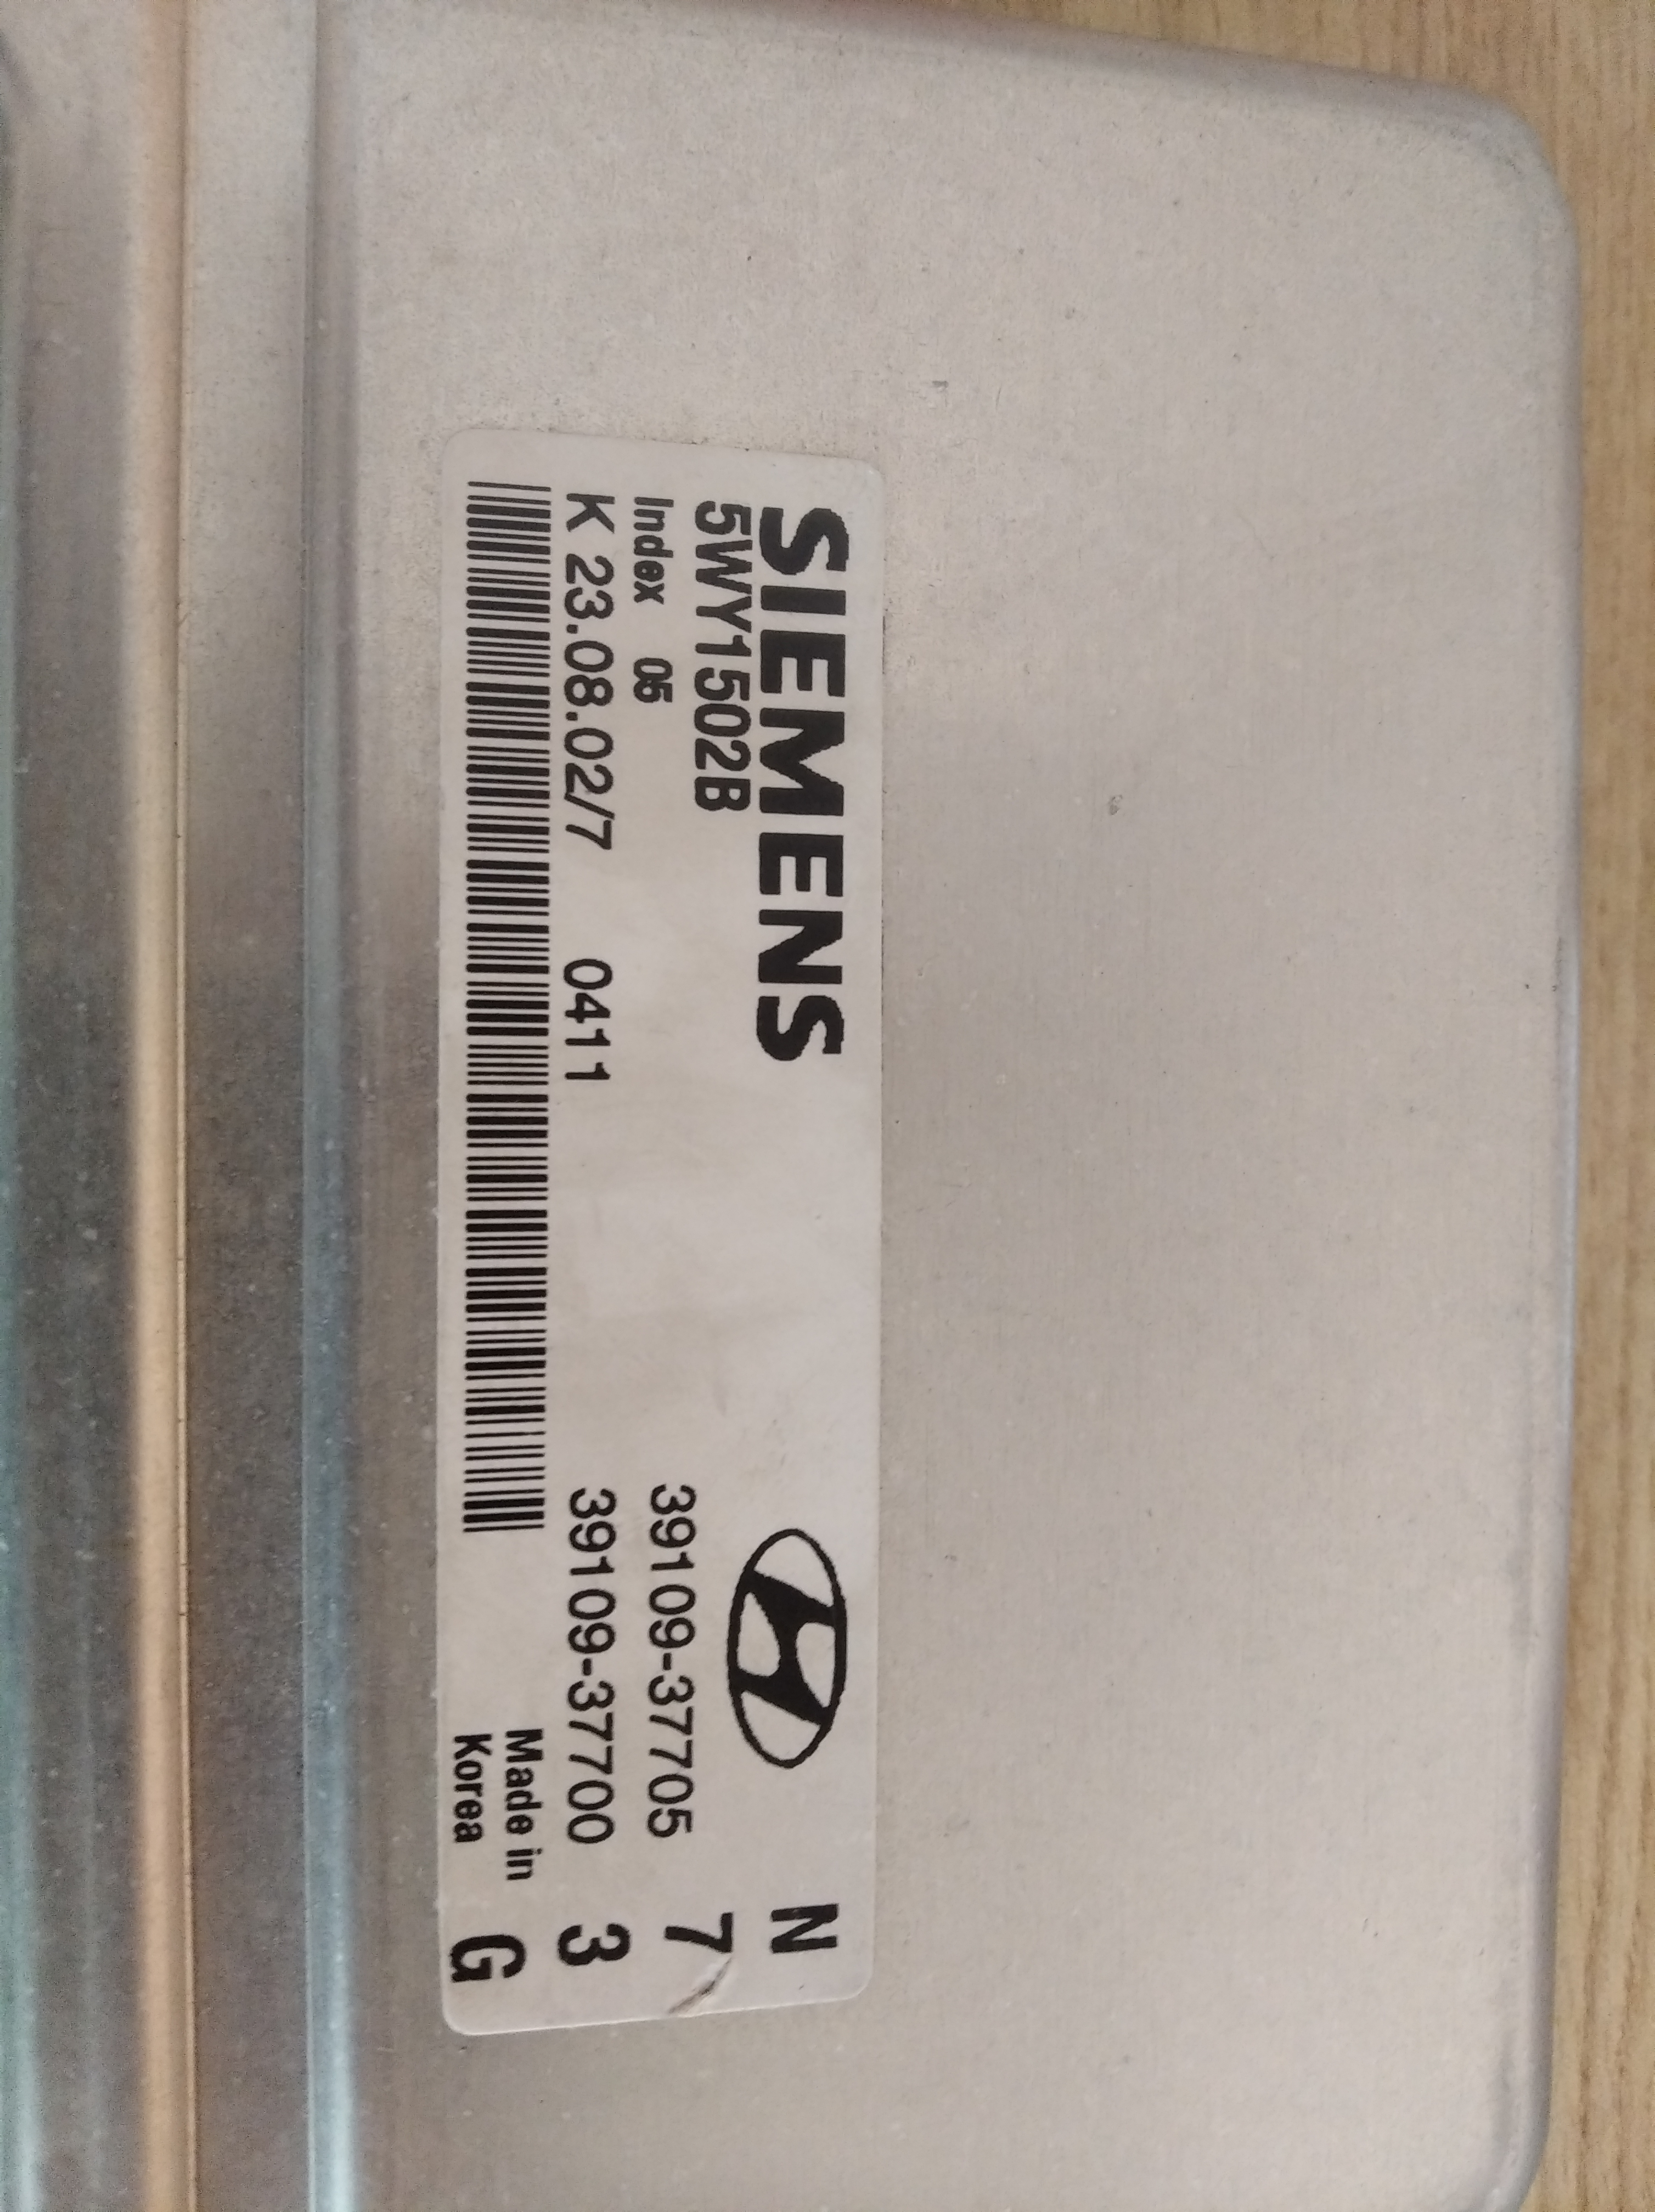 SIEMENS
5WY1502B
Index 05
K 23.08.02/7 0411
39109-37705
39109-37700
Made in
Korea
N
7
3
G